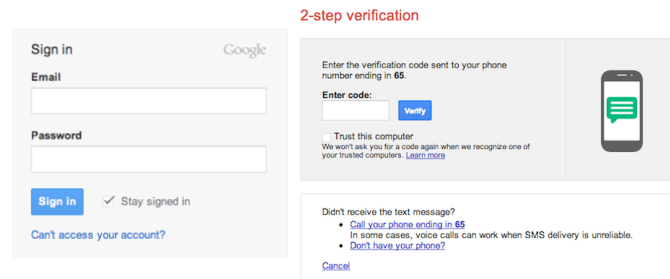 Sign in
Google
Email
Password
Sign in
Stay signed in
Can't access your account?
2-step verification
Enter the verification code sent to your phone
number ending in 65.
Enter code:
Verify
Trust this computer
We won't ask you for a code again when we recognize one of
your trusted computers. Learn more
Didn't receive the text message?
Call your phone ending in 65
In some cases, voice calls can work when SMS delivery is unreliable.
Don't have your phone?
Cancel